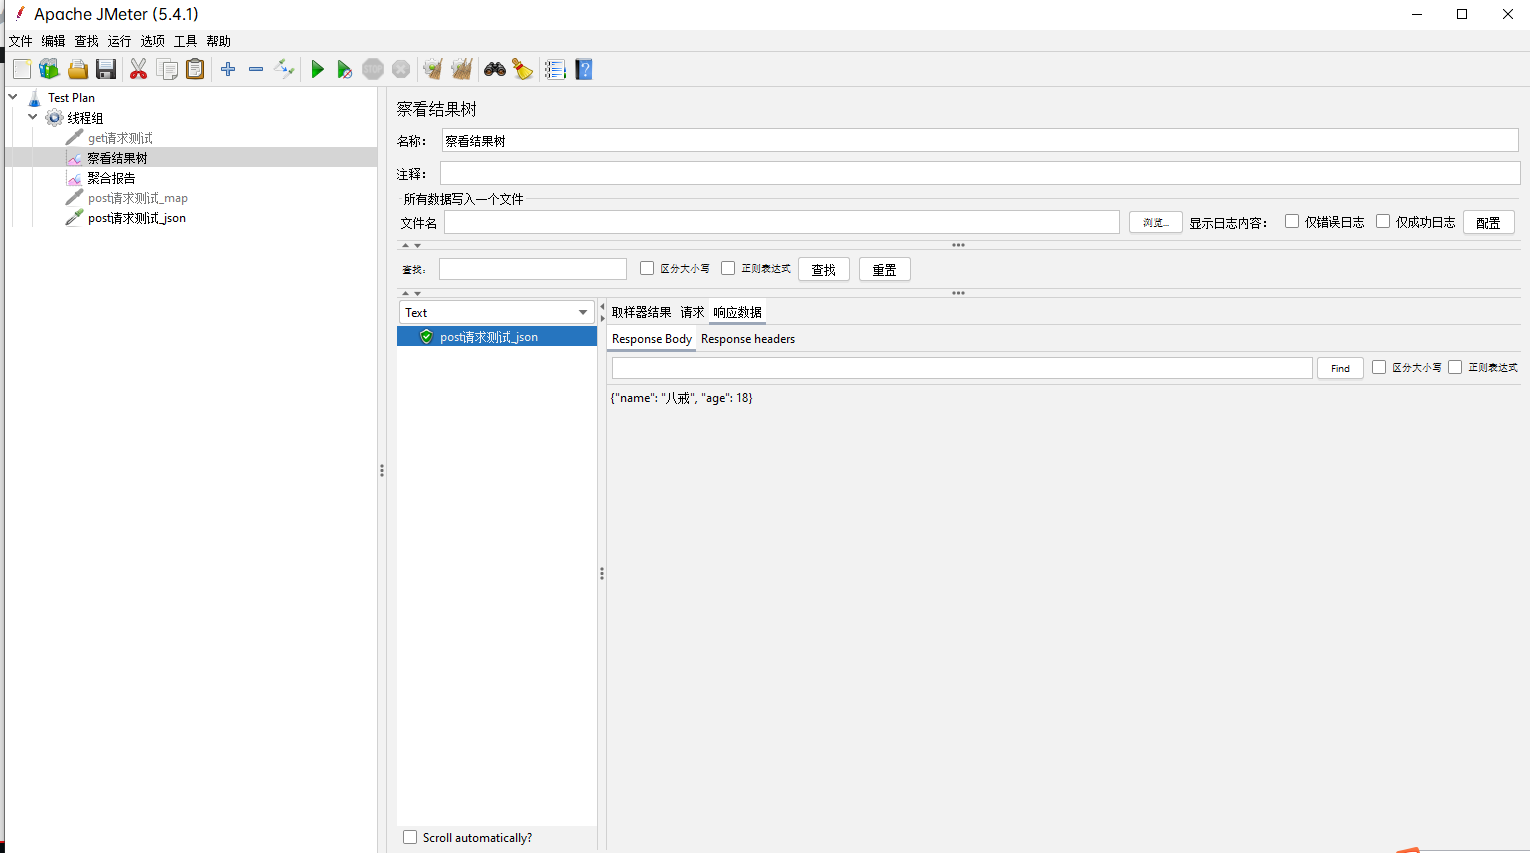 Apache JMeter (5.4.1)
文件 编辑 查找 运行 选项 工具 帮助
STOP
Test Plan
线程组
get请求测试
察看结果树
聚合报告
post请求测试_map
post请求测试_json
察看结果树
名称： 察看结果树
注释：
所有数据写入一个文件
文件名 浏览... 显示日志内容： 仅错误日志 仅成功日志 配置
查找： 区分大小写 正则表达式 查找 重置
Text
post请求测试_json
取样器结果 请求 响应数据
Response Body Response headers
Find 区分大小写 正则表达式
{"name": "八戒", "age": 18}
Scroll automatically?